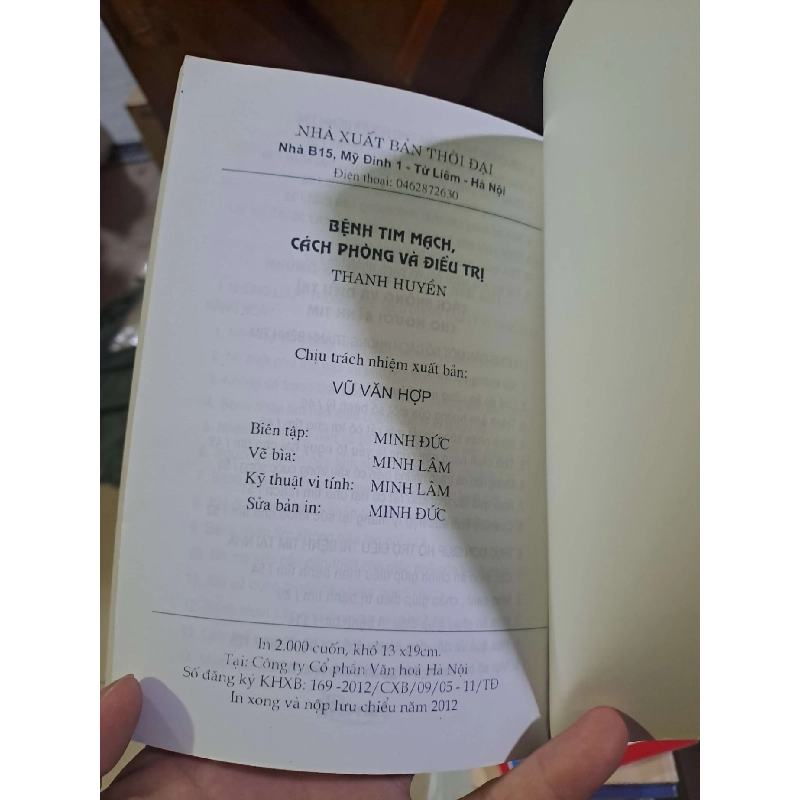 NHÀ XUẤT BẢN THỜI ĐẠI
Nhà B15, Mỹ Đình 1 - Từ Liêm - Hà Nội
Điện thoại: 0462872630
BỆNH TIM MẠCH,
CÁCH PHÒNG VÀ ĐIỀU TRỊ
THANH HUYỀN
Chịu trách nhiệm xuất bản:
VŨ VĂN HỢP
Biên tập: MINH ĐỨC
Vẽ bìa: MINH LÂM
Kỹ thuật vi tính: MINH LÂM
Sửa bản in: MINH ĐỨC
In 2.000 cuốn, khổ 13 x19cm.
Tại: Công ty Cổ phần Văn hoá Hà Nội
Số đăng ký KHXB: 169 -2012/CXB/09/05 - 11/TĐ
In xong và nộp lưu chiểu năm 2012